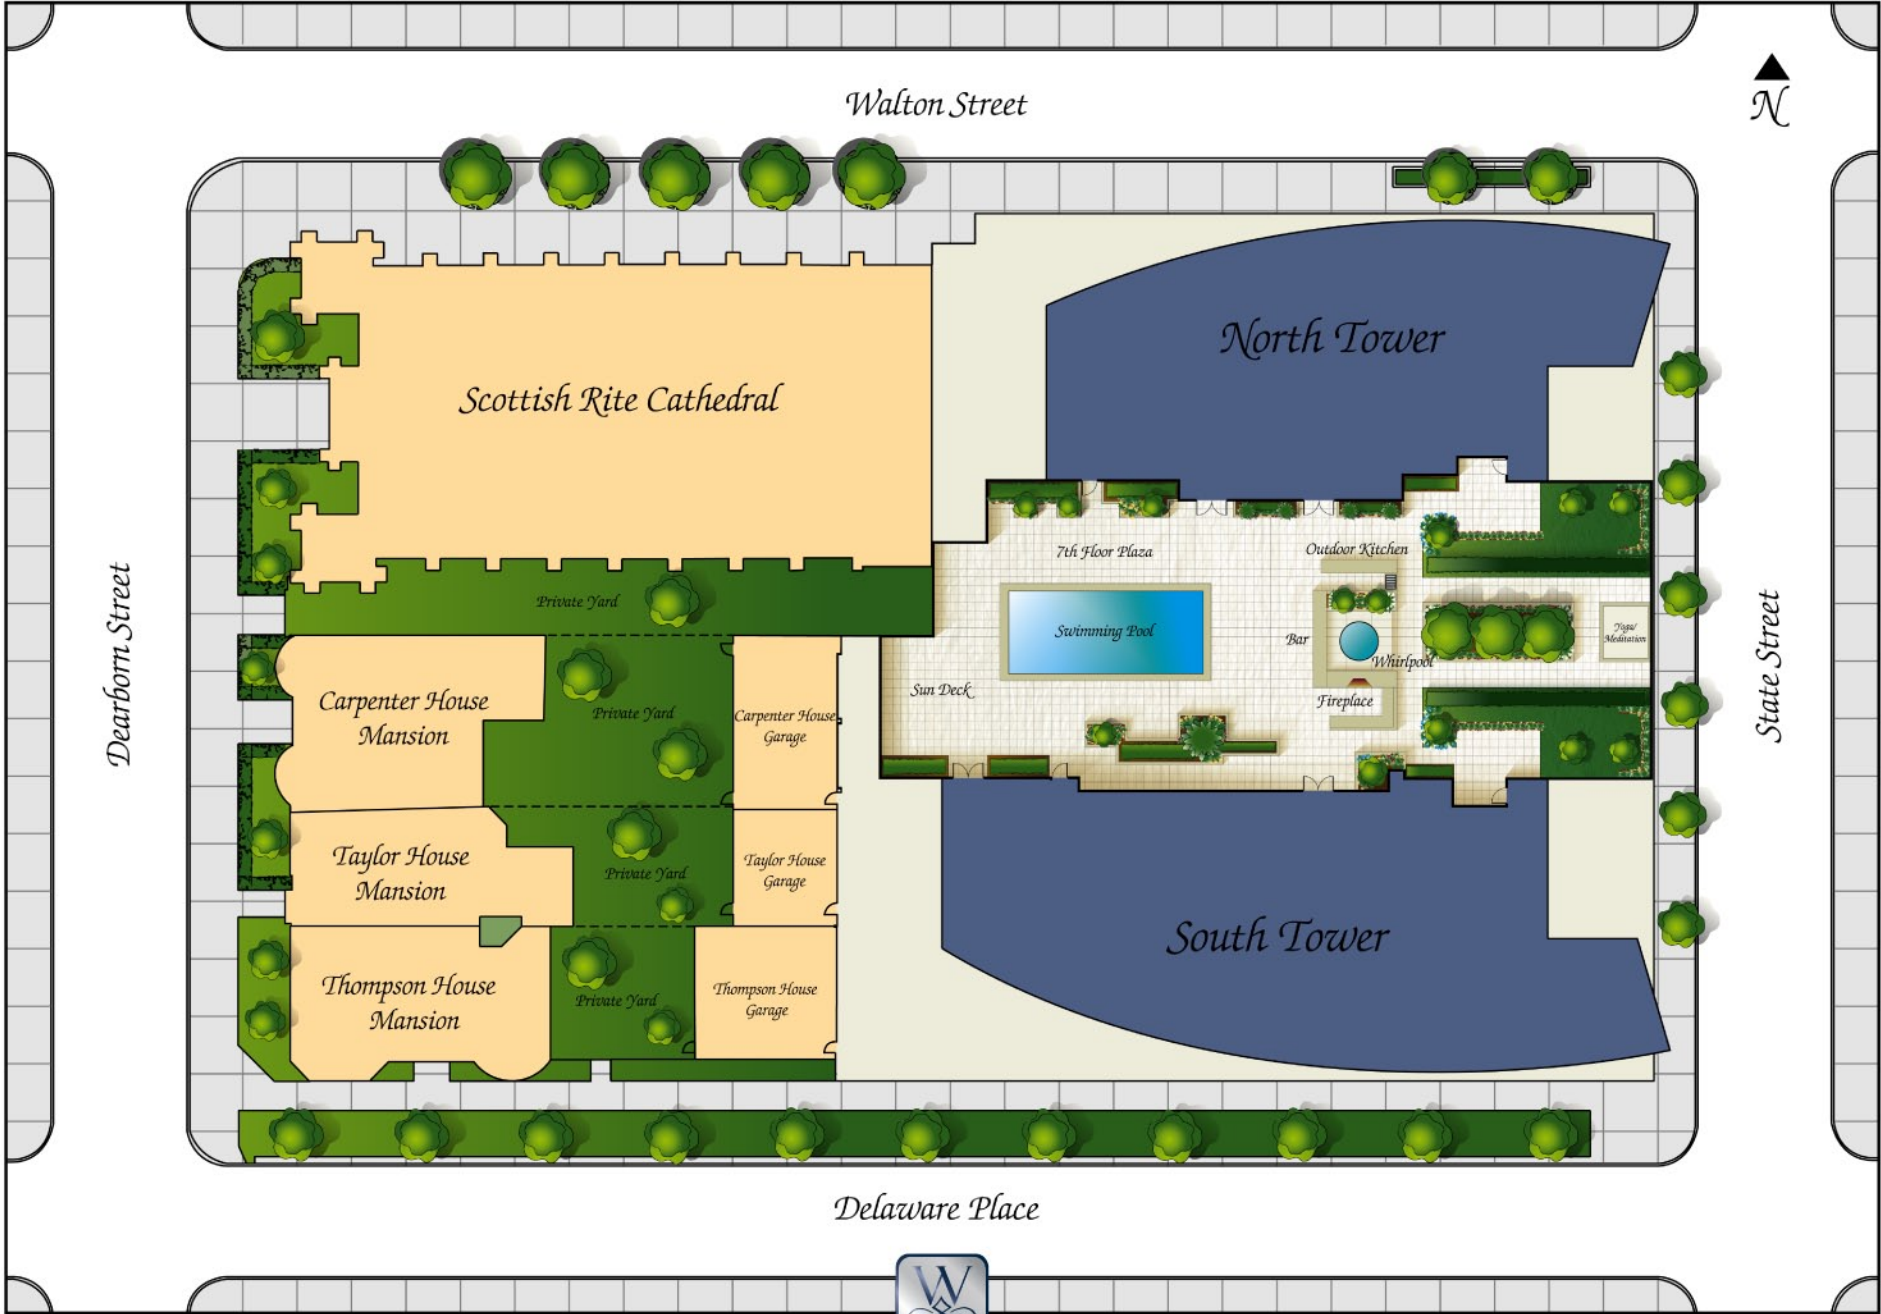 Walton Street
N
North Tower
Scottish Rite Cathedral
7th Floor Plaza
Outdoor Kitchen
Private Yard
Swimming Pool
Bar
Whirlpool
Yoga/
Meditation
Sun Deck
Fireplace
Dearborn Street
State Street
Carpenter House
Mansion
Private Yard
Carpenter House
Garage
Taylor House
Mansion
Private Yard
Taylor House
Garage
South Tower
Thompson House
Mansion
Private Yard
Thompson House
Garage
Delaware Place
W